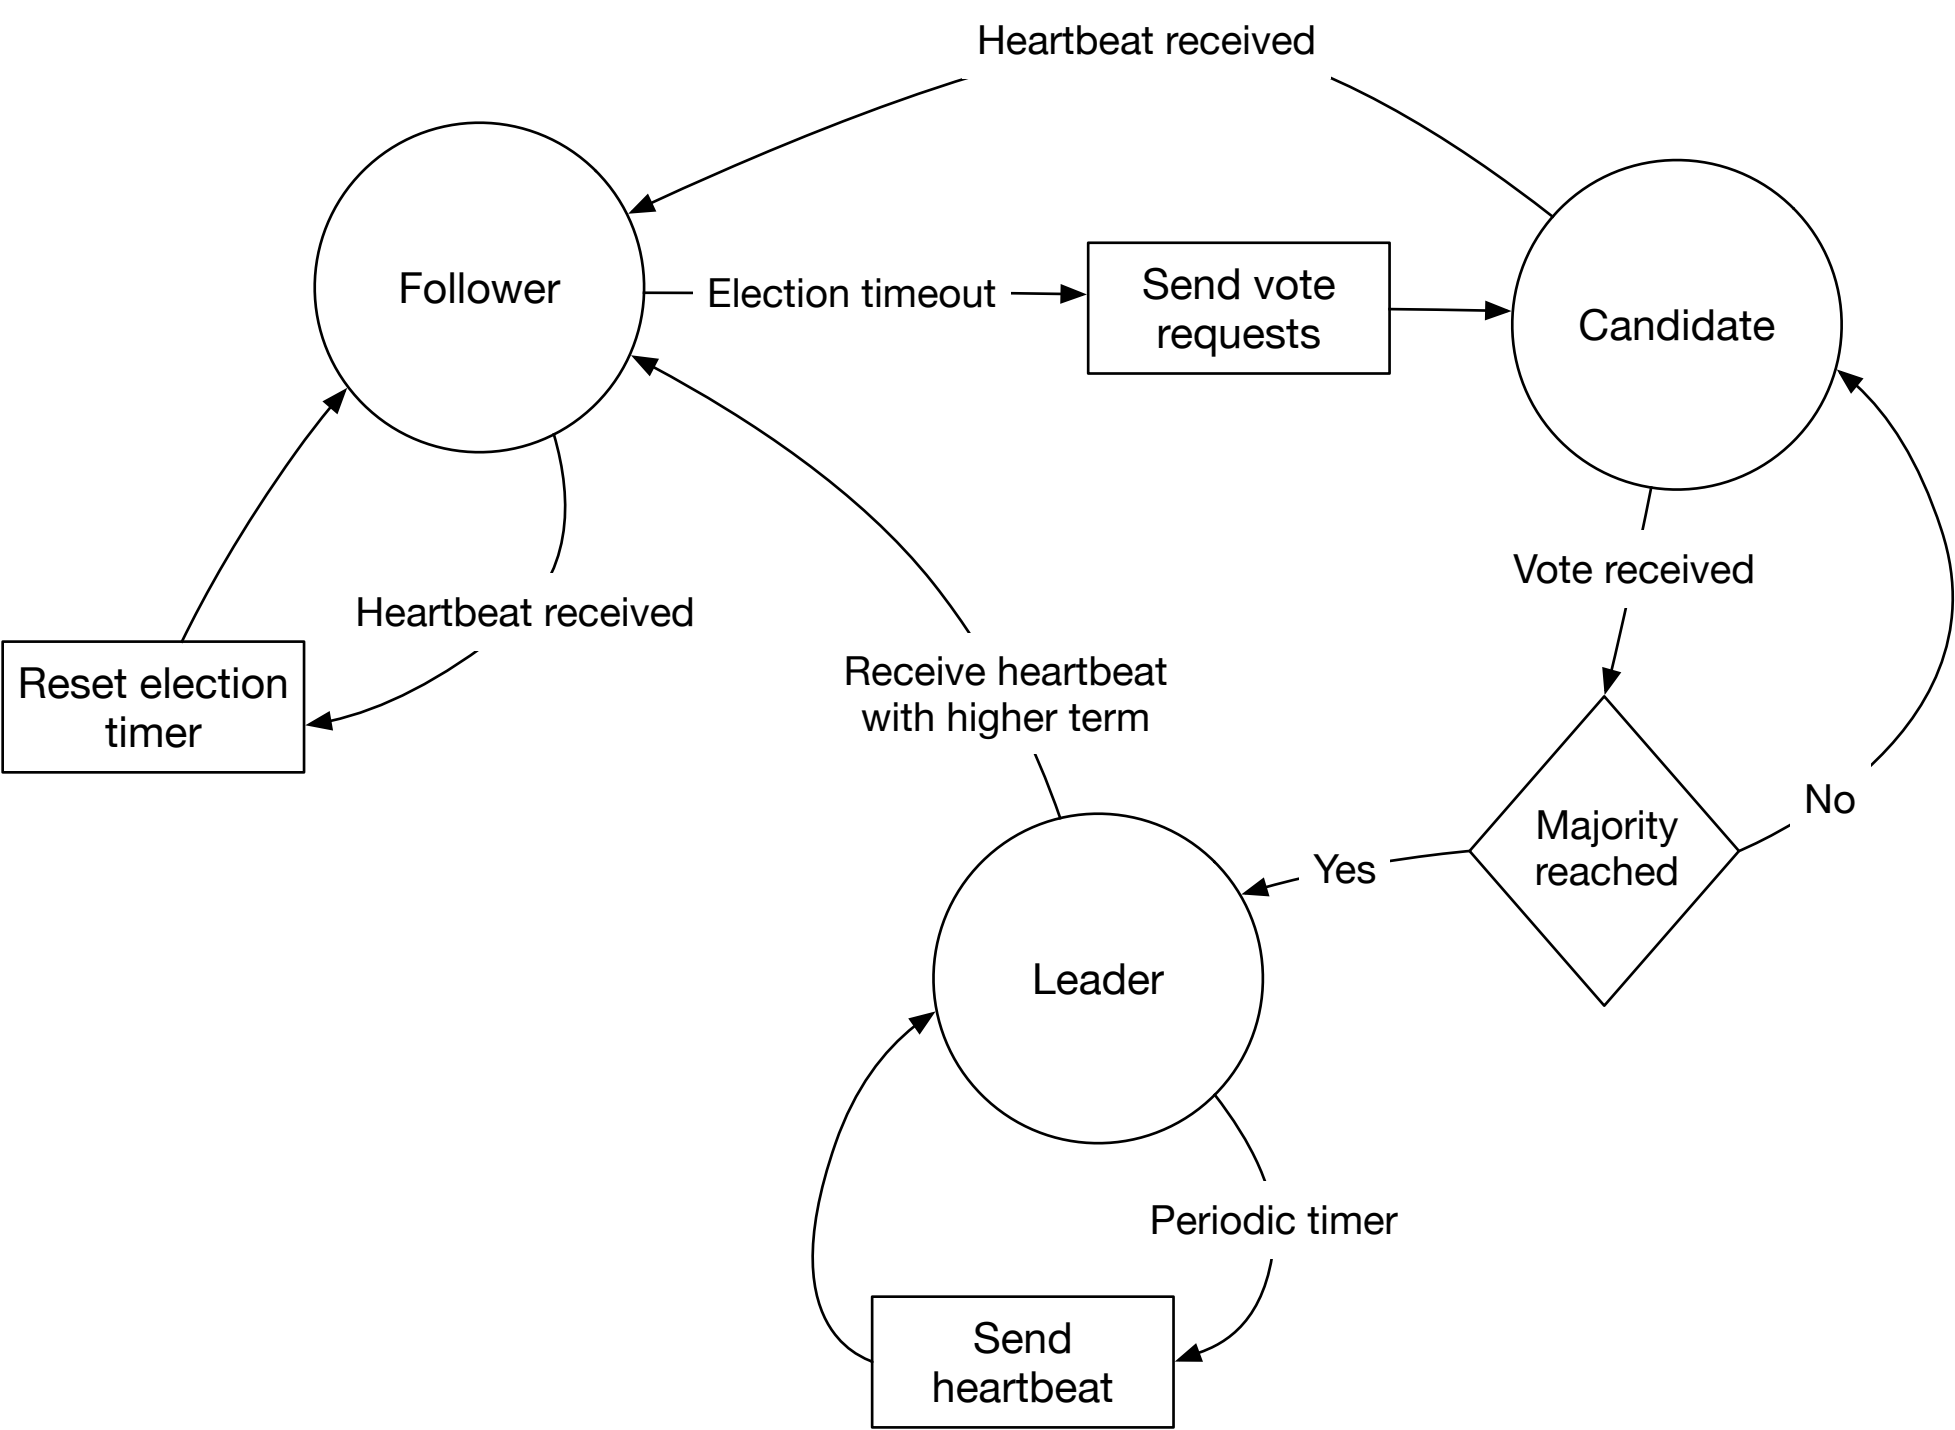 Heartbeat received
Follower
Election timeout
Send vote
requests
Candidate
Vote received
Heartbeat received
Reset election
timer
Receive heartbeat
with higher term
No
Majority
reached
Yes
Leader
Periodic timer
Send
heartbeat